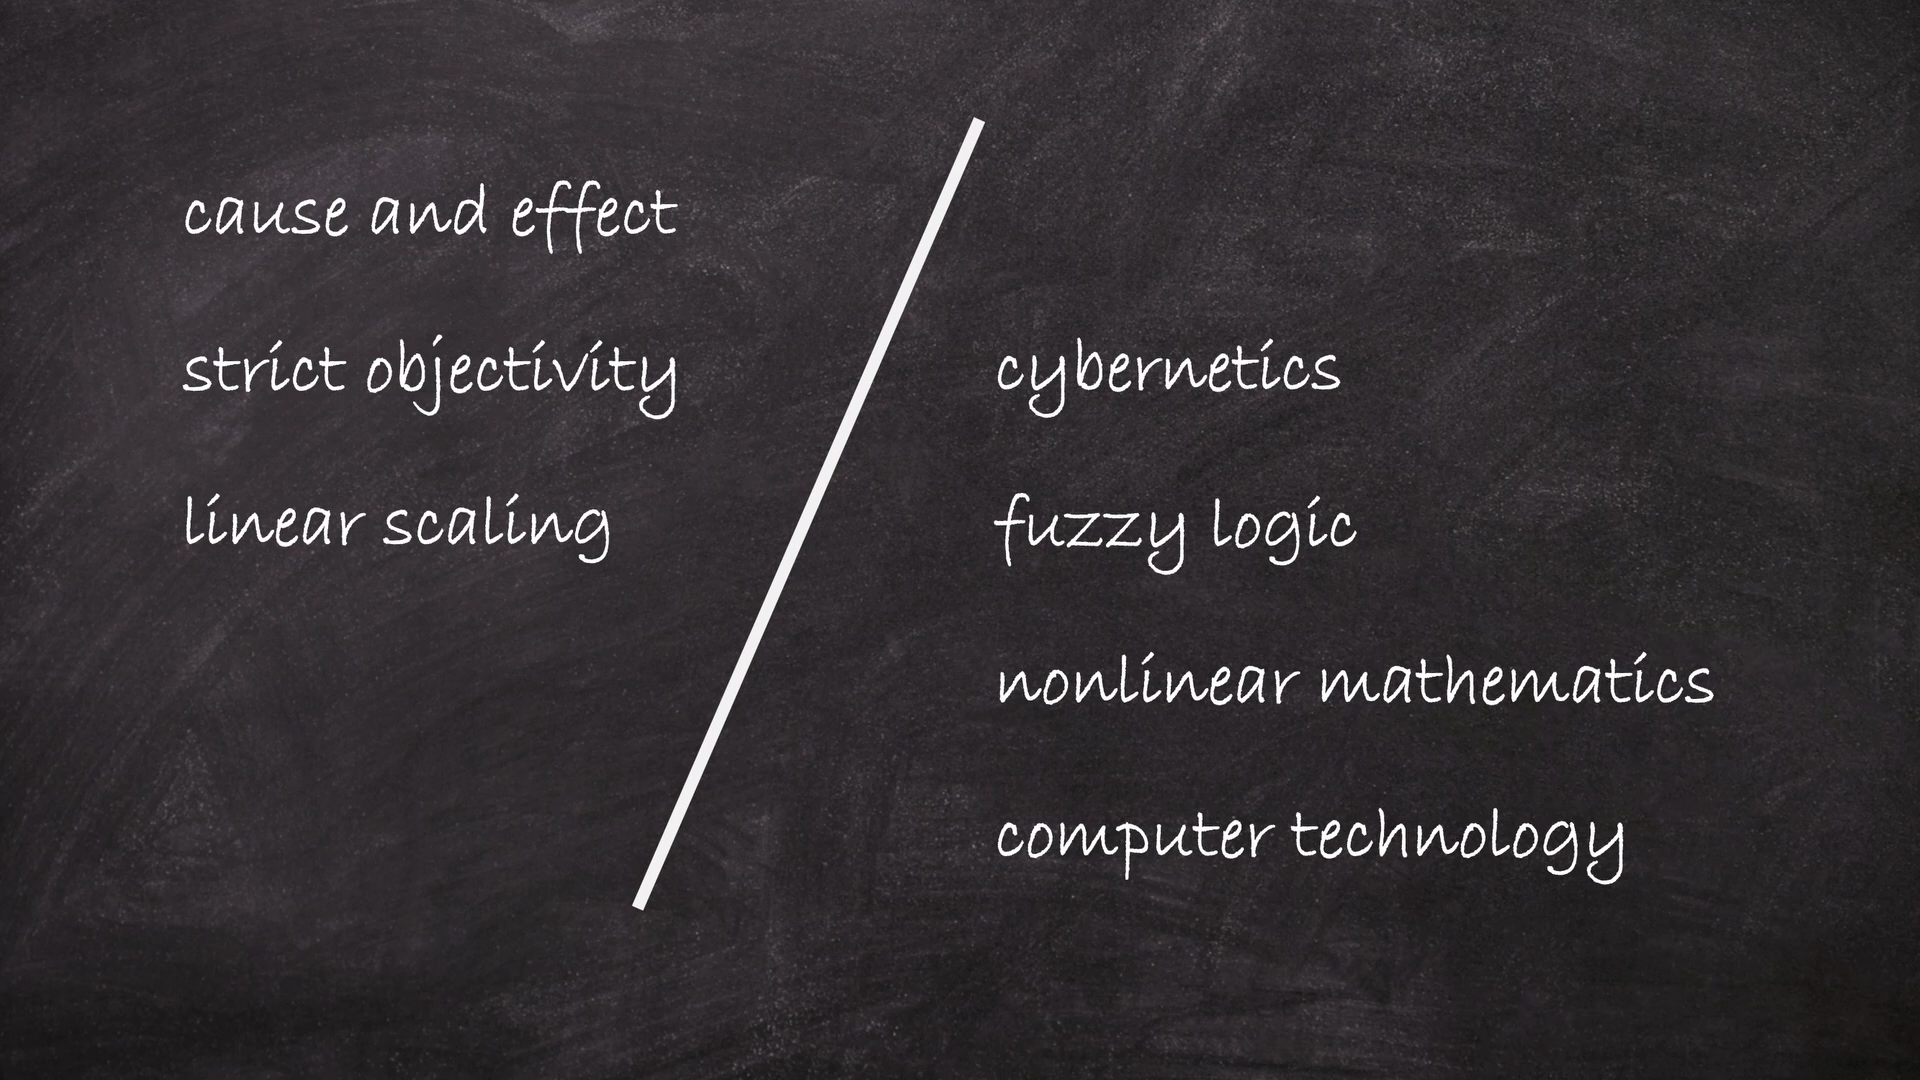 cause and effect
strict objectivity
linear scaling
cybernetics
fuzzy logic
nonlinear mathematics
computer technology